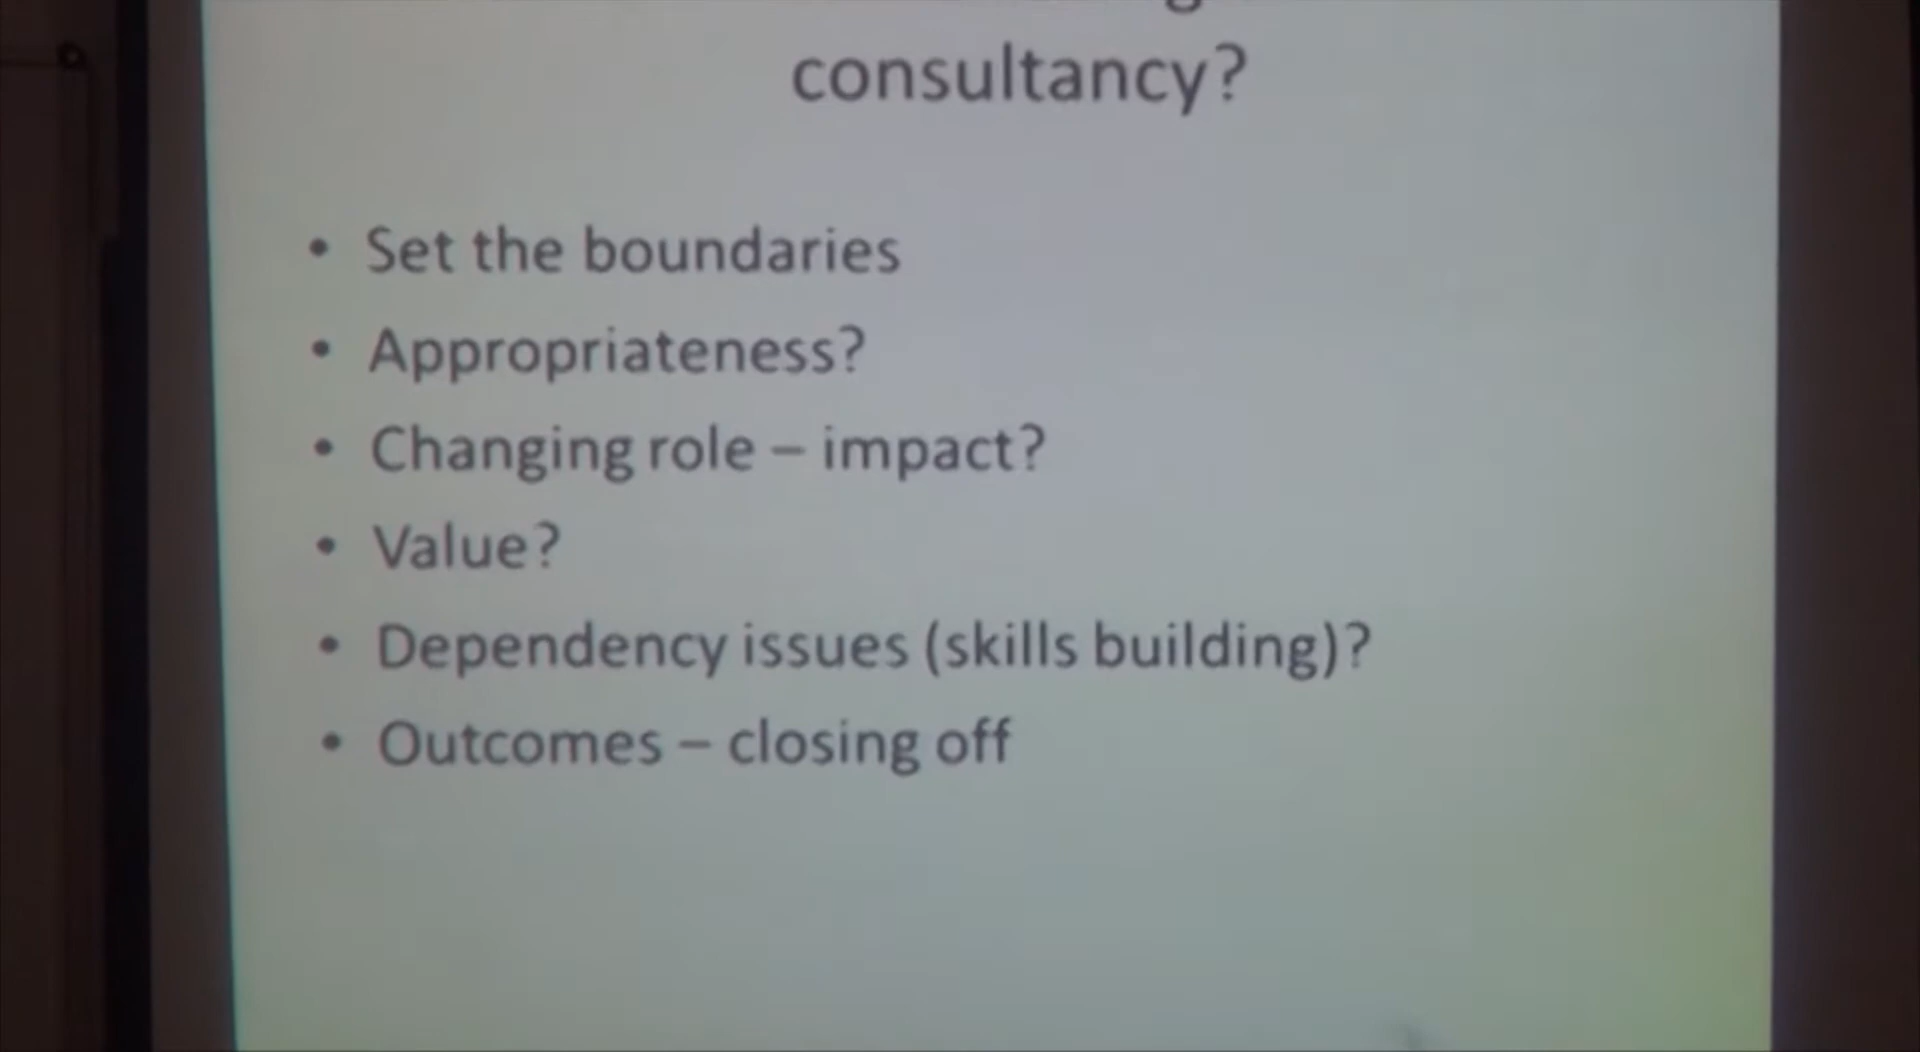 consultancy?
• Set the boundaries
• Appropriateness?
• Changing role – impact?
• Value?
• Dependency issues (skills building)?
• Outcomes – closing off